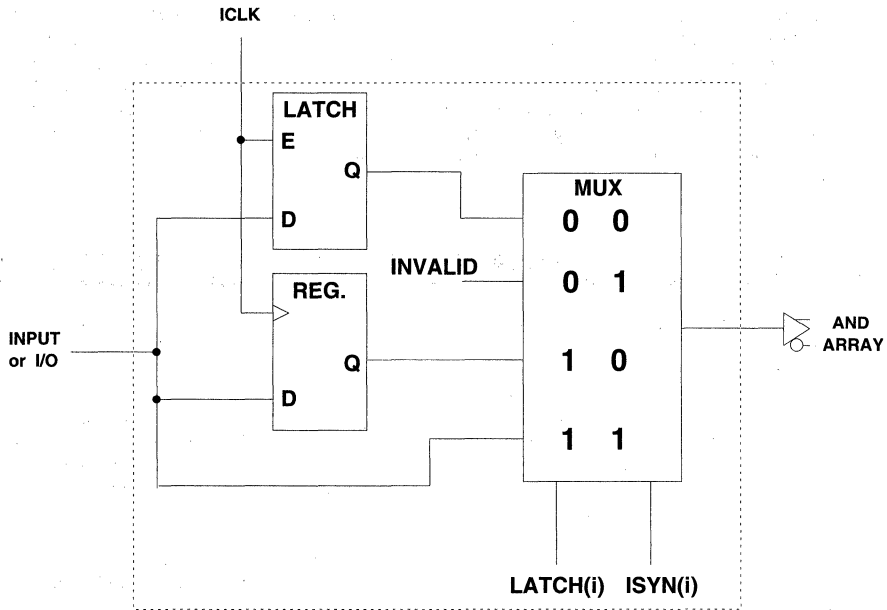 ICLK
LATCH
E
Q
D
MUX
0 0
INVALID
0 1
REG.
INPUT
or I/O
AND
ARRAY
Q
1 0
D
1 1
LATCH(i) ISYN(i)